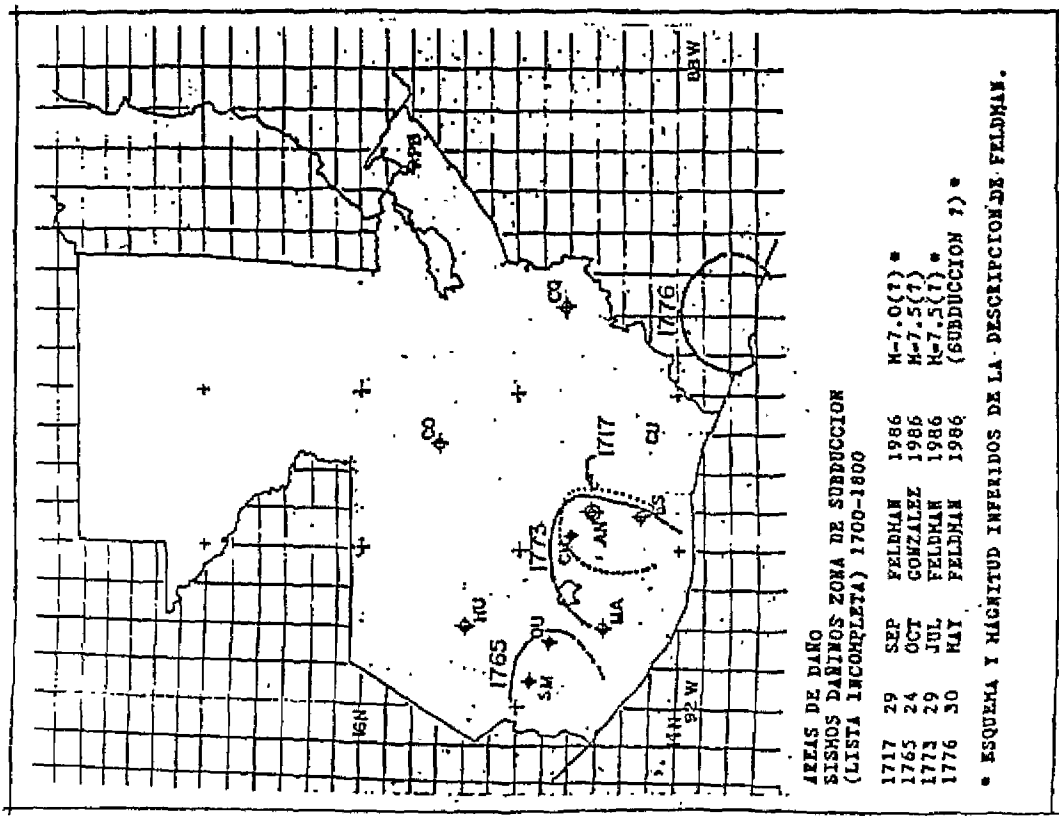 16N
14N
92 W
88 W
PB
CO
CQ
HU
1765
SM
QU
1773
CH
AN
MA
ES
1717
CU
1776
AREAS DE DAÑO
SISMOS DAÑINOS ZONA DE SUBDUCCION
(LISTA INCOMPLETA) 1700-1800
1717 29 SEP FELDMAN 1986 M=7.0(?) *
1765 24 OCT GONZALEZ 1986 M=7.5(?)
1773 29 JUL FELDMAN 1986 M=7.5(?) *
1776 30 MAY FELDMAN 1986 (SUBDUCCION ?) *
* ESQUEMA Y MAGNITUD INFERIDOS DE LA DESCRIPCION DE FELDMAN.